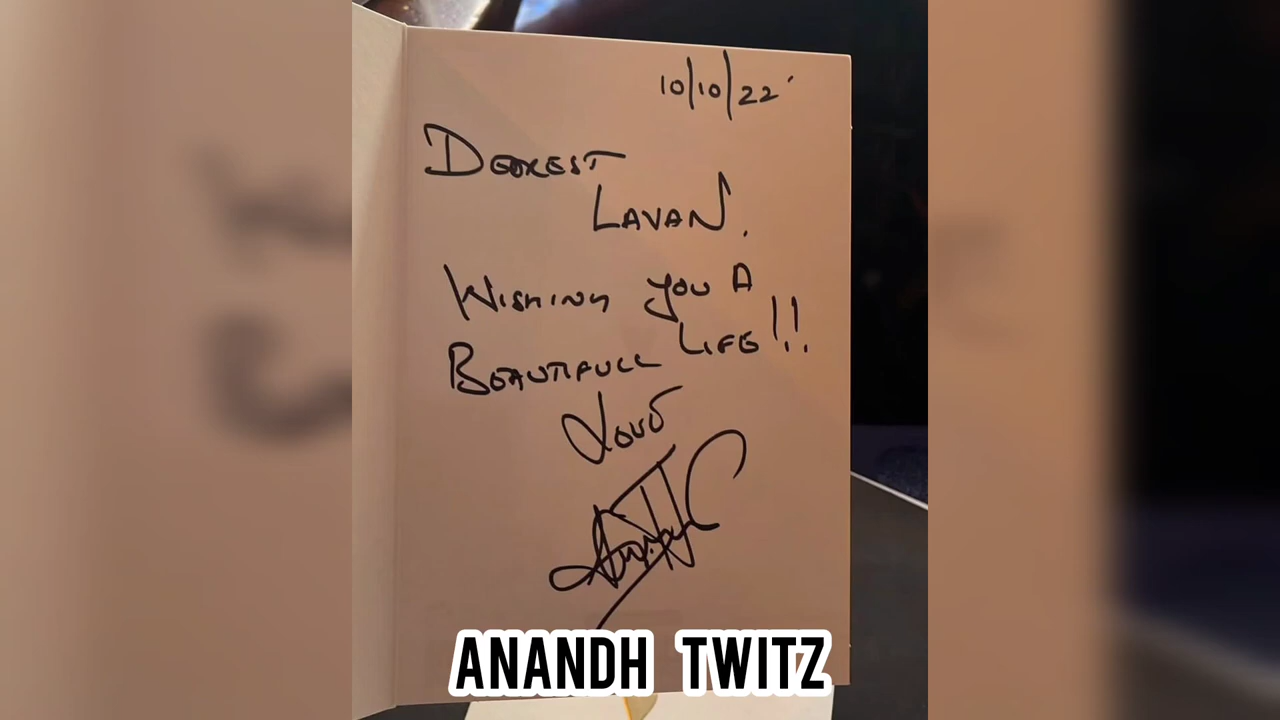 10/10/22
DEAREST
LAVAN.
WISHING YOU A
BEAUTIFULL LIFE!!
Love
ANANDH TWITZ